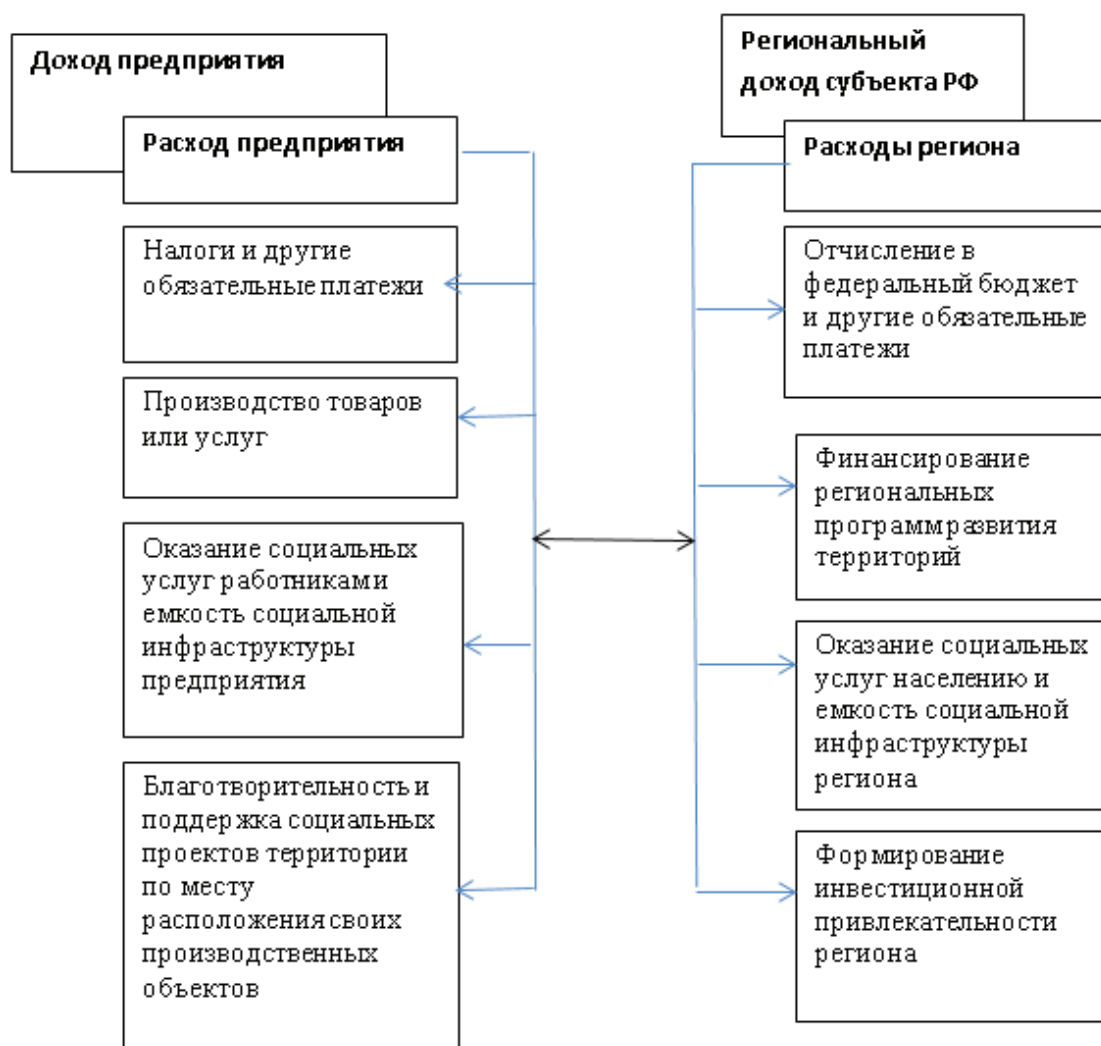 Доход предприятия
Расход предприятия
Налоги и другие
обязательные платежи
Производство товаров
или услуг
Оказание социальных
услуг работниками
емкость социальной
инфраструктуры
предприятия
Благотворительность и
поддержка социальных
проектов территории
по месту
расположения своих
производственных
объектов
Региональный
доход субъекта РФ
Расходы региона
Отчисление в
федеральный бюджет
и другие обязательные
платежи
Финансирование
региональных
программ развития
территорий
Оказание социальных
услуг населению и
емкость социальной
инфраструктуры
региона
Формирование
инвестиционной
привлекательности
региона